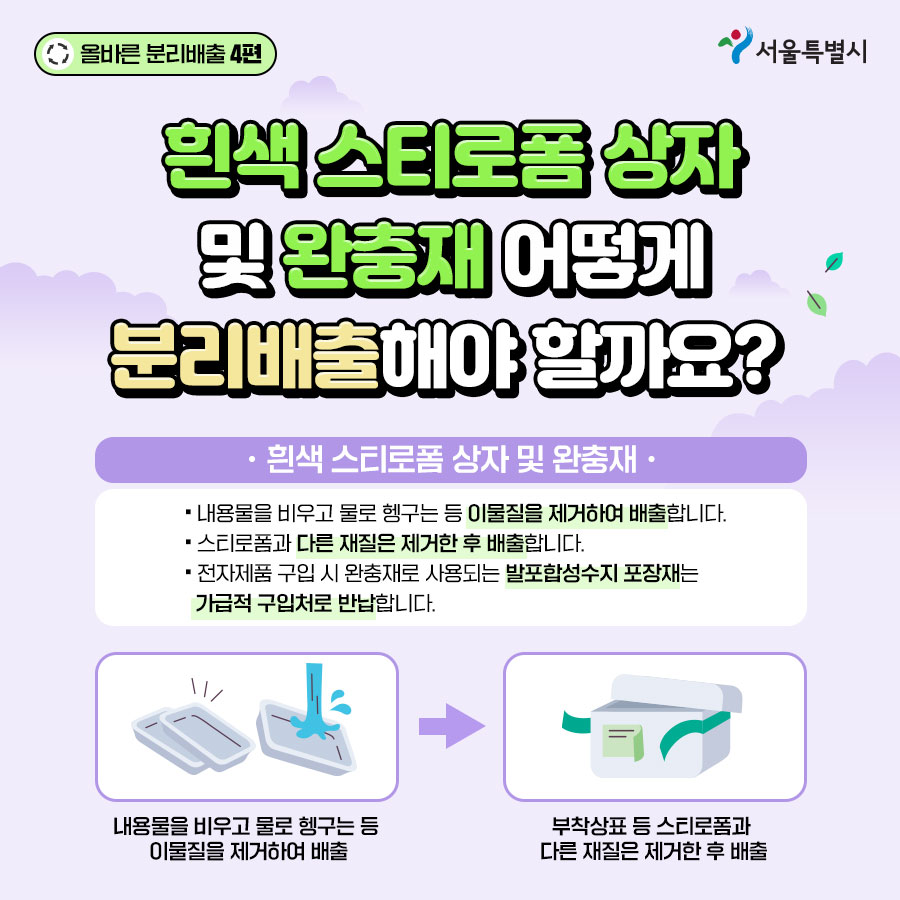 올바른 분리배출 4편
서울특별시
흰색 스티로폼 상자
및 완충재 어떻게
분리배출해야 할까요?
· 흰색 스티로폼 상자 및 완충재 ·
· 내용물을 비우고 물로 헹구는 등 이물질을 제거하여 배출합니다.
· 스티로폼과 다른 재질은 제거한 후 배출합니다.
· 전자제품 구입 시 완충재로 사용되는 발포합성수지 포장재는
가급적 구입처로 반납합니다.
내용물을 비우고 물로 헹구는 등
이물질을 제거하여 배출
부착상표 등 스티로폼과
다른 재질은 제거한 후 배출